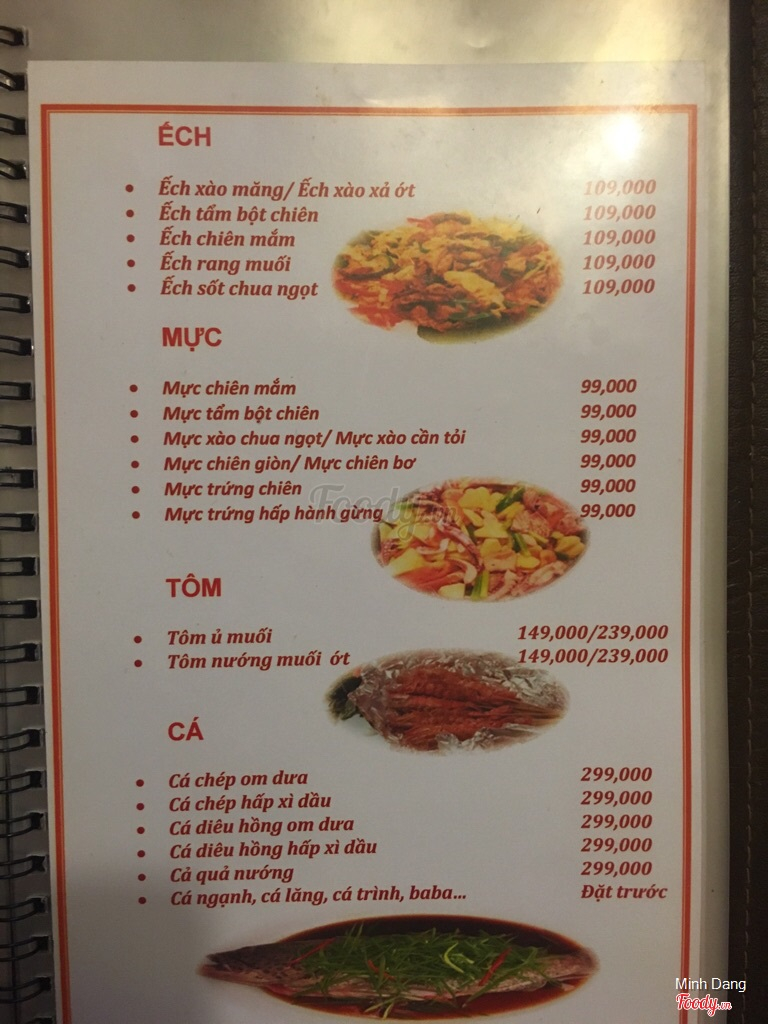 ẾCH
• Ếch xào măng/ Ếch xào xả ớt 109,000
• Ếch tẩm bột chiên 109,000
• Ếch chiên mắm 109,000
• Ếch rang muối 109,000
• Ếch sốt chua ngọt 109,000
MỰC
• Mực chiên mắm 99,000
• Mực tẩm bột chiên 99,000
• Mực xào chua ngọt/ Mực xào cần tỏi 99,000
• Mực chiên giòn/ Mực chiên bơ 99,000
• Mực trứng chiên 99,000
• Mực trứng hấp hành gừng 99,000
Foody.vn
TÔM
• Tôm ủ muối 149,000/239,000
• Tôm nướng muối ớt 149,000/239,000
CÁ
• Cá chép om dưa 299,000
• Cá chép hấp xì dầu 299,000
• Cá diêu hồng om dưa 299,000
• Cá diêu hồng hấp xì dầu 299,000
• Cả quả nướng 299,000
• Cá ngạnh, cá lăng, cá trình, baba... Đặt trước
Minh Dang
Foody.vn